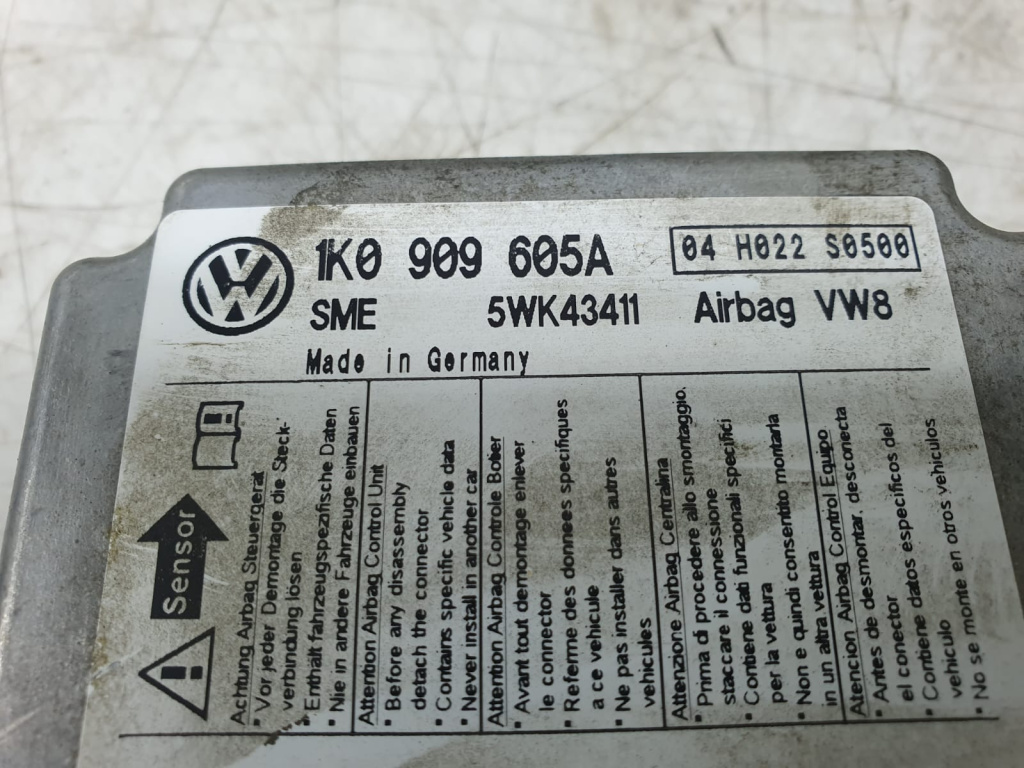 1K0 909 605A
04 H022 S0500
SME 5WK43411 Airbag VW8
Made in Germany
Sensor
Achtung Airbag Steuergerät
• Vor jeder Demontage die Steck-
verbindung lösen
• Enthält fahrzeugspezifische Daten
• Nie in andere Fahrzeuge einbauen
Attention Airbag Control Unit
• Before any disassembly
detach the connector
• Contains specific vehicle data
• Never install in another car
Attention Airbag Controle Boitier
• Avant tout demontage enlever
le connector
• Referme des donnees specifiques
a ce vehicule
• Ne pas installer dans autres
vehicules
Attenzione Airbag Centralina
• Prima di procedere allo smontaggio,
staccare il connessione
• Contiene dati funzionali specifici
per la vettura
• Non e quindi consentito montarla
in un altra vettura
Atencion Airbag Control Equipo
• Antes de desmontar, desconecta
el conector
• Contiene datos especificos del
vehiculo
• No se monte en otros vehiculos